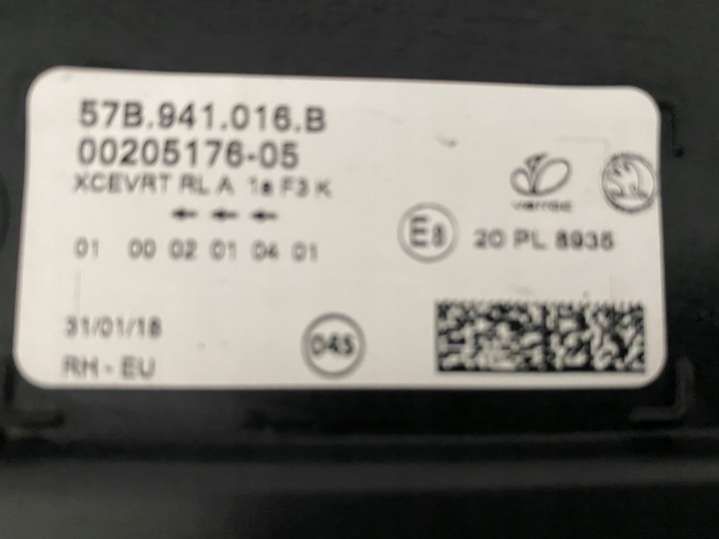 57B.941.016.B
00205176-05
XCEVRT RL A 1a F3 K
01 00 02 01 04 01
E8
20 PL 8935
31/01/18
RH - EU
045